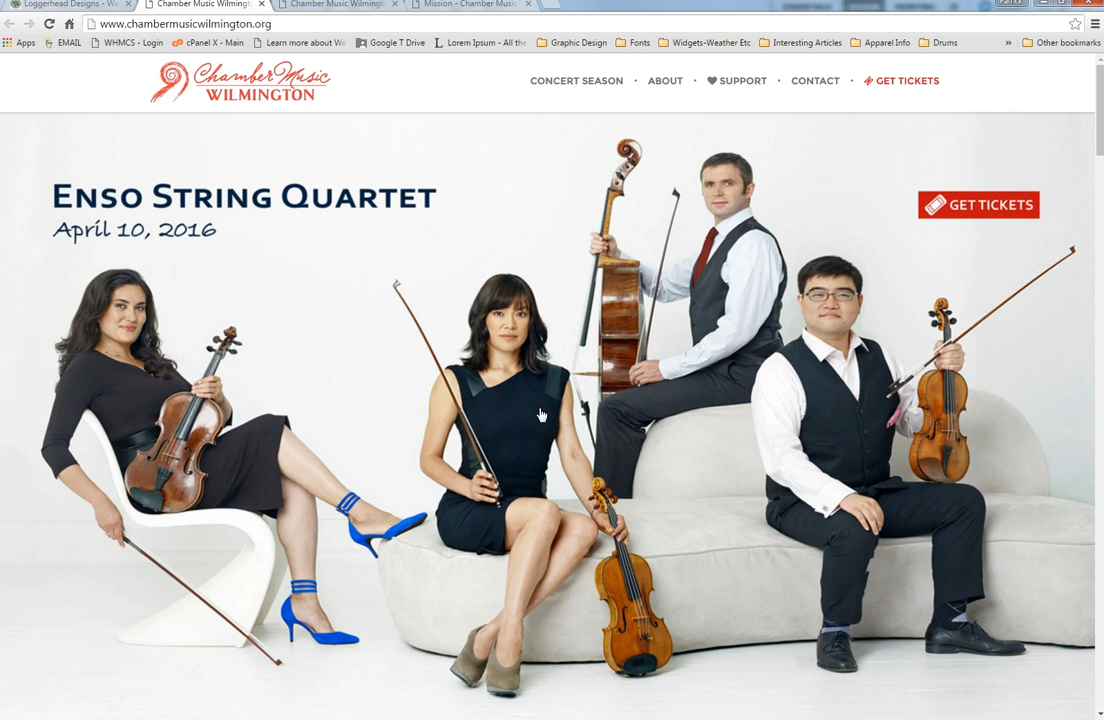 Loggerhead Designs - We
Chamber Music Wilmingt
Chamber Music Wilmingt
Mission - Chamber Music
www.chambermusicwilmington.org
Apps
EMAIL
WHMCS - Login
cPanel X - Main
Learn more about We
Google T Drive
Lorem Ipsum - All the
Graphic Design
Fonts
Widgets-Weather Etc
Interesting Articles
Apparel Info
Drums
»
Other bookmarks
Chamber Music
WILMINGTON
CONCERT SEASON • ABOUT • SUPPORT • CONTACT • GET TICKETS
ENSO STRING QUARTET
April 10, 2016
GET TICKETS